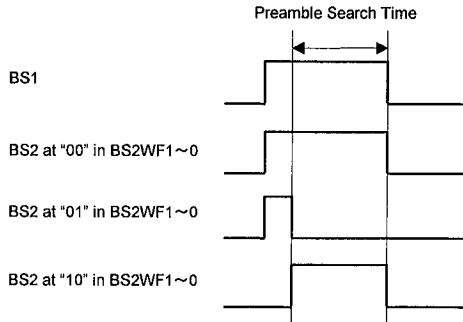 Preamble Search Time
BS1
BS2 at "00" in BS2WF1~0
BS2 at "01" in BS2WF1~0
BS2 at "10" in BS2WF1~0